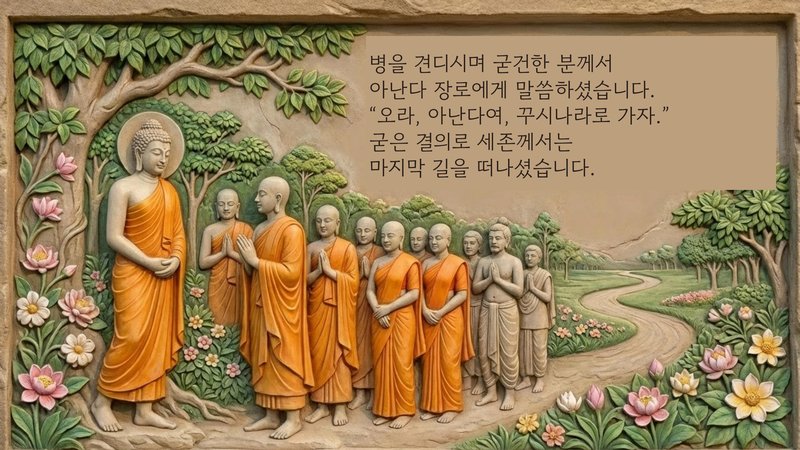 병을 견디시며 굳건한 분께서
아난다 장로에게 말씀하셨습니다.
“오라, 아난다여, 꾸시나라로 가자.”
굳은 결의로 세존께서는
마지막 길을 떠나셨습니다.